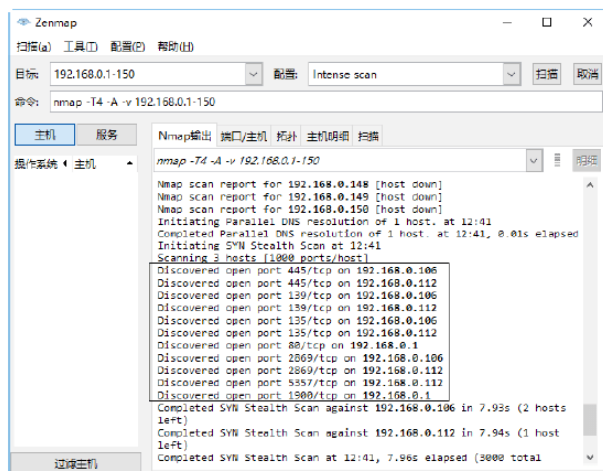 Zenmap
扫描(a) 工具(T) 配置(P) 帮助(H)
目标: 192.168.0.1-150 配置: Intense scan 扫描 取消
命令: nmap -T4 -A -v 192.168.0.1-150
主机 服务 Nmap输出 端口/主机 拓扑 主机明细 扫描
操作系统 主机 nmap -T4 -A -v 192.168.0.1-150 明细
Nmap scan report for 192.168.0.148 [host down]
Nmap scan report for 192.168.0.149 [host down]
Nmap scan report for 192.168.0.150 [host down]
Initiating Parallel DNS resolution of 1 host. at 12:41
Completed Parallel DNS resolution of 1 host. at 12:41, 0.01s elapsed
Initiating SYN Stealth Scan at 12:41
Scanning 3 hosts [1000 ports/host]
Discovered open port 445/tcp on 192.168.0.106
Discovered open port 445/tcp on 192.168.0.112
Discovered open port 139/tcp on 192.168.0.106
Discovered open port 139/tcp on 192.168.0.112
Discovered open port 135/tcp on 192.168.0.106
Discovered open port 135/tcp on 192.168.0.112
Discovered open port 80/tcp on 192.168.0.1
Discovered open port 2869/tcp on 192.168.0.106
Discovered open port 2869/tcp on 192.168.0.112
Discovered open port 5357/tcp on 192.168.0.112
Discovered open port 1900/tcp on 192.168.0.1
Completed SYN Stealth Scan against 192.168.0.106 in 7.93s (2 hosts
left)
Completed SYN Stealth Scan against 192.168.0.112 in 7.94s (1 host
left)
Completed SYN Stealth Scan at 12:41, 7.96s elapsed (3000 total
过滤主机